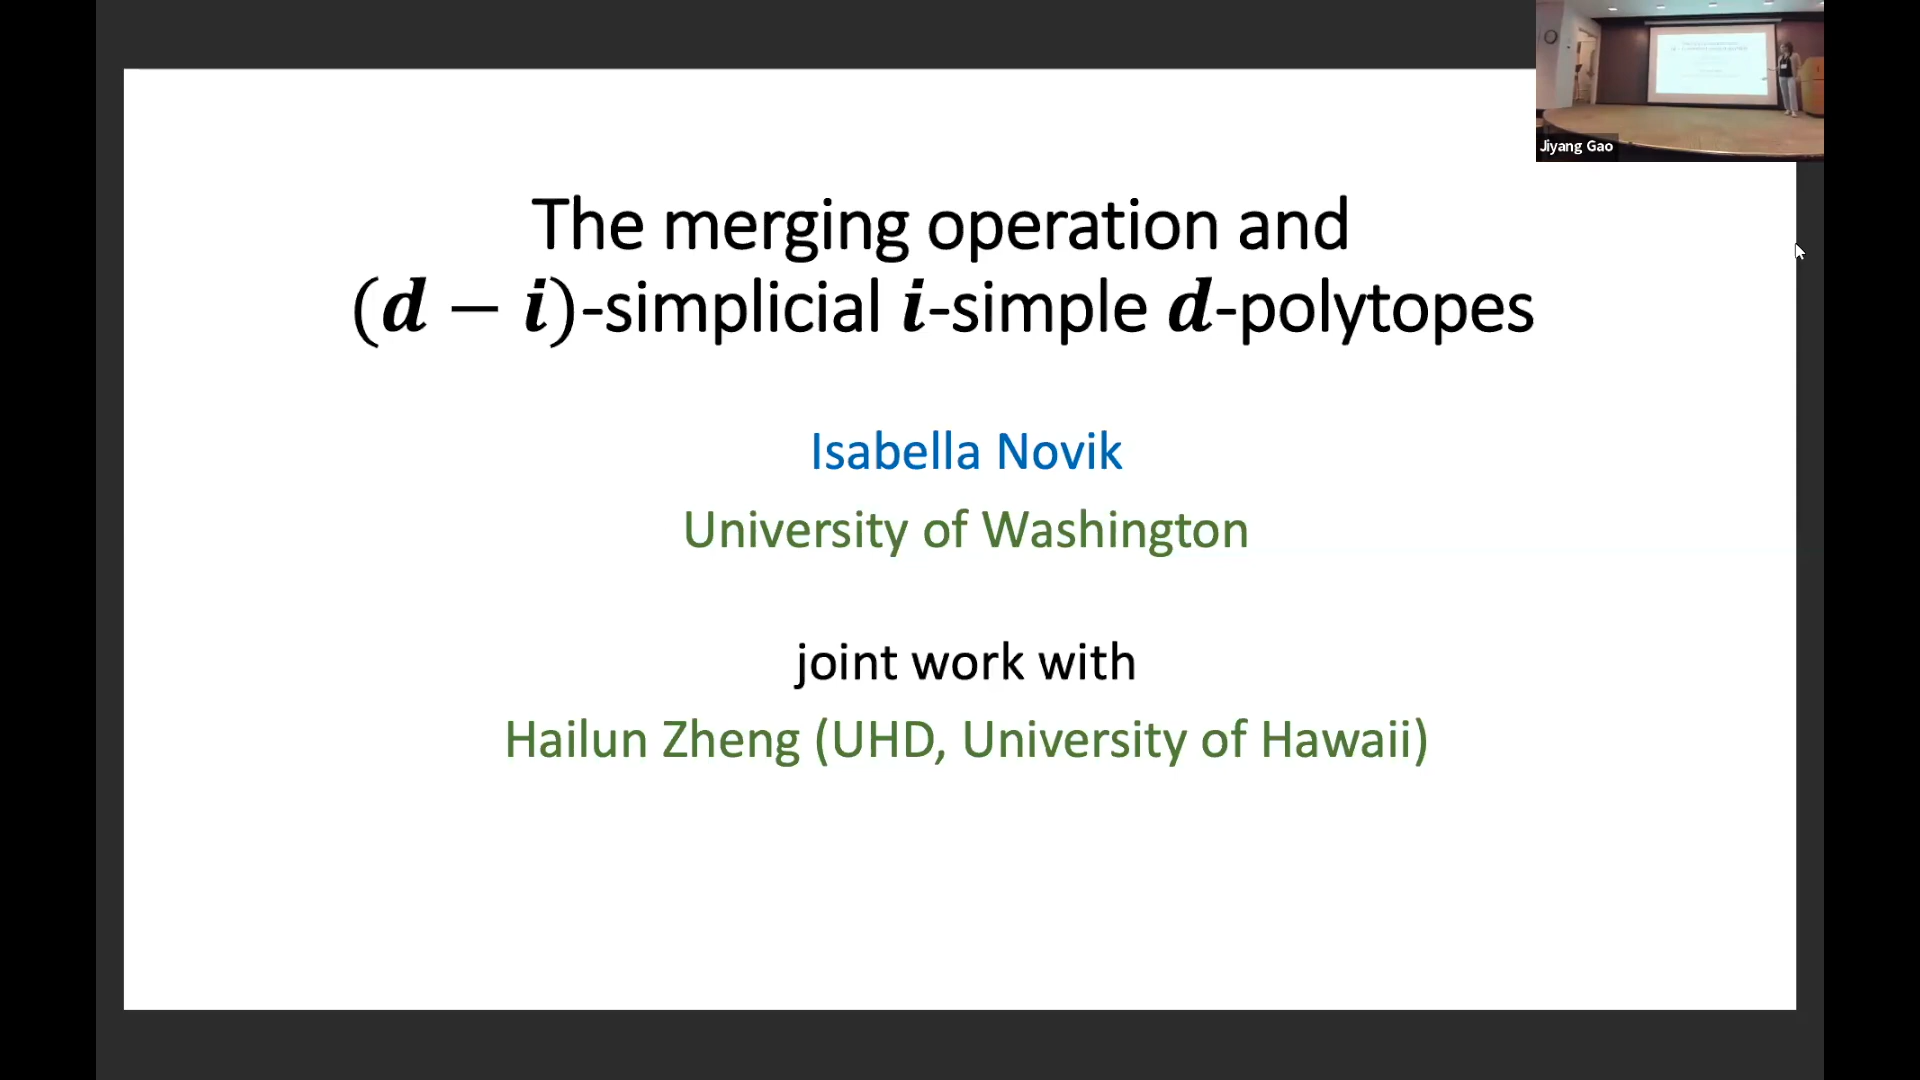 The merging operation and
(d − i)-simplicial i-simple d-polytopes
Isabella Novik
University of Washington
joint work with
Hailun Zheng (UHD, University of Hawaii)
Jiyang Gao